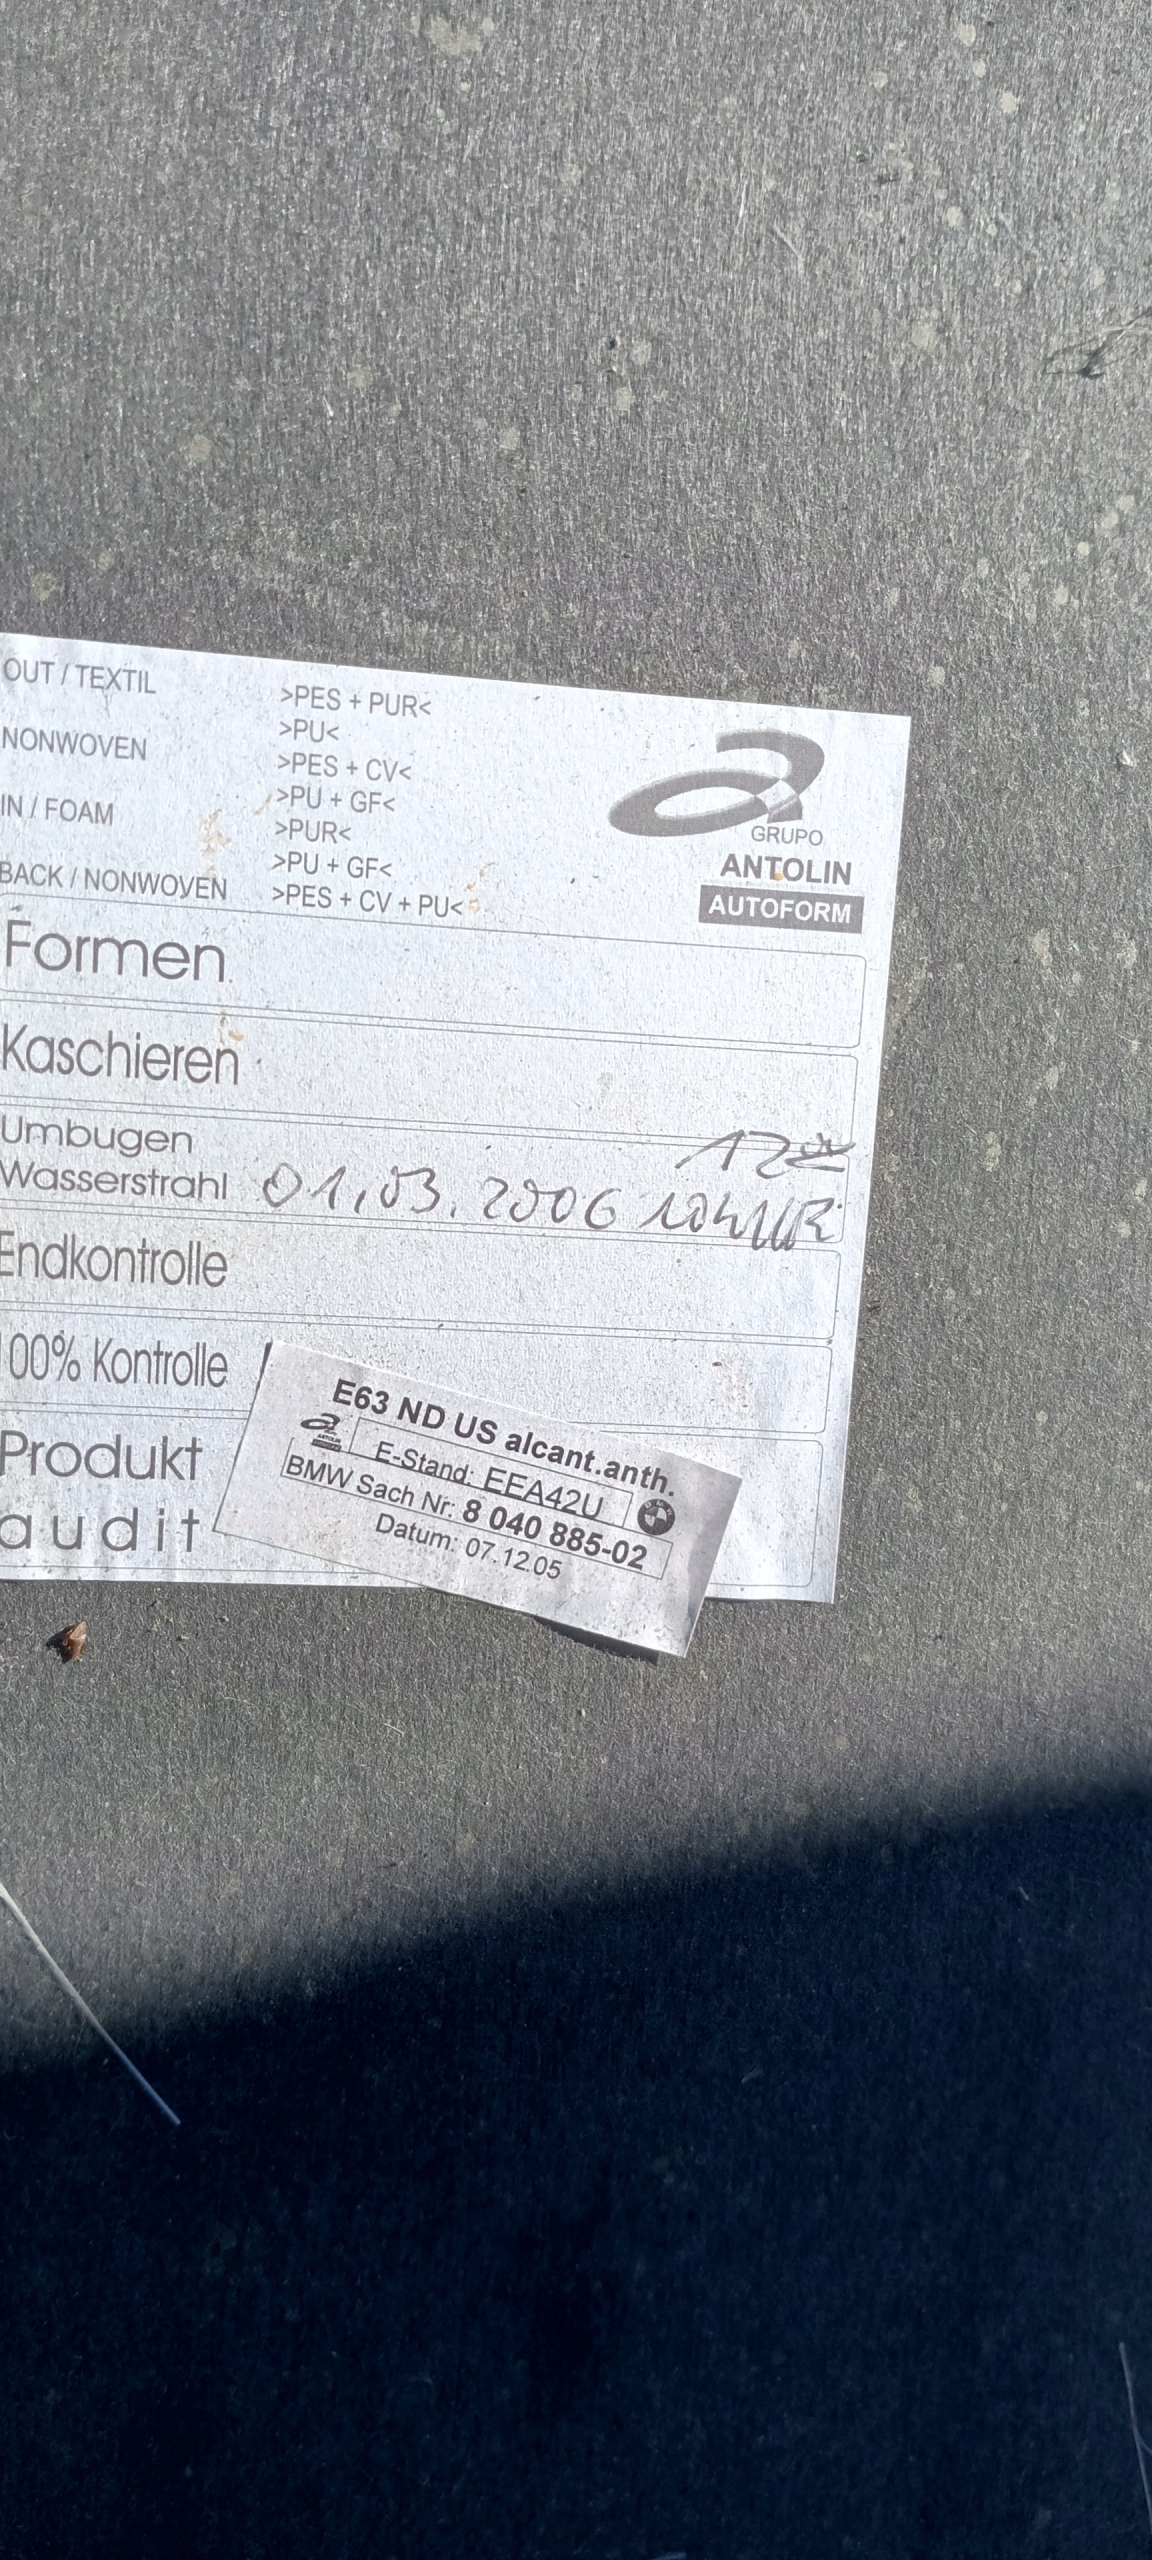 OUT / TEXTIL
>PES + PUR<
>PU<
NONWOVEN
>PES + CV<
>PU + GF<
IN / FOAM
>PUR<
>PU + GF<
BACK / NONWOVEN
>PES + CV + PU<
GRUPO
ANTOLIN
AUTOFORM
Formen
Kaschieren
Umbugen
Wasserstrahl 01.03.2006
12 00
Endkontrolle
00% Kontrolle
Produkt
audit
E63 ND US alcant.anth.
E-Stand: EEA42U
BMW Sach Nr: 8 040 885-02
Datum: 07.12.05